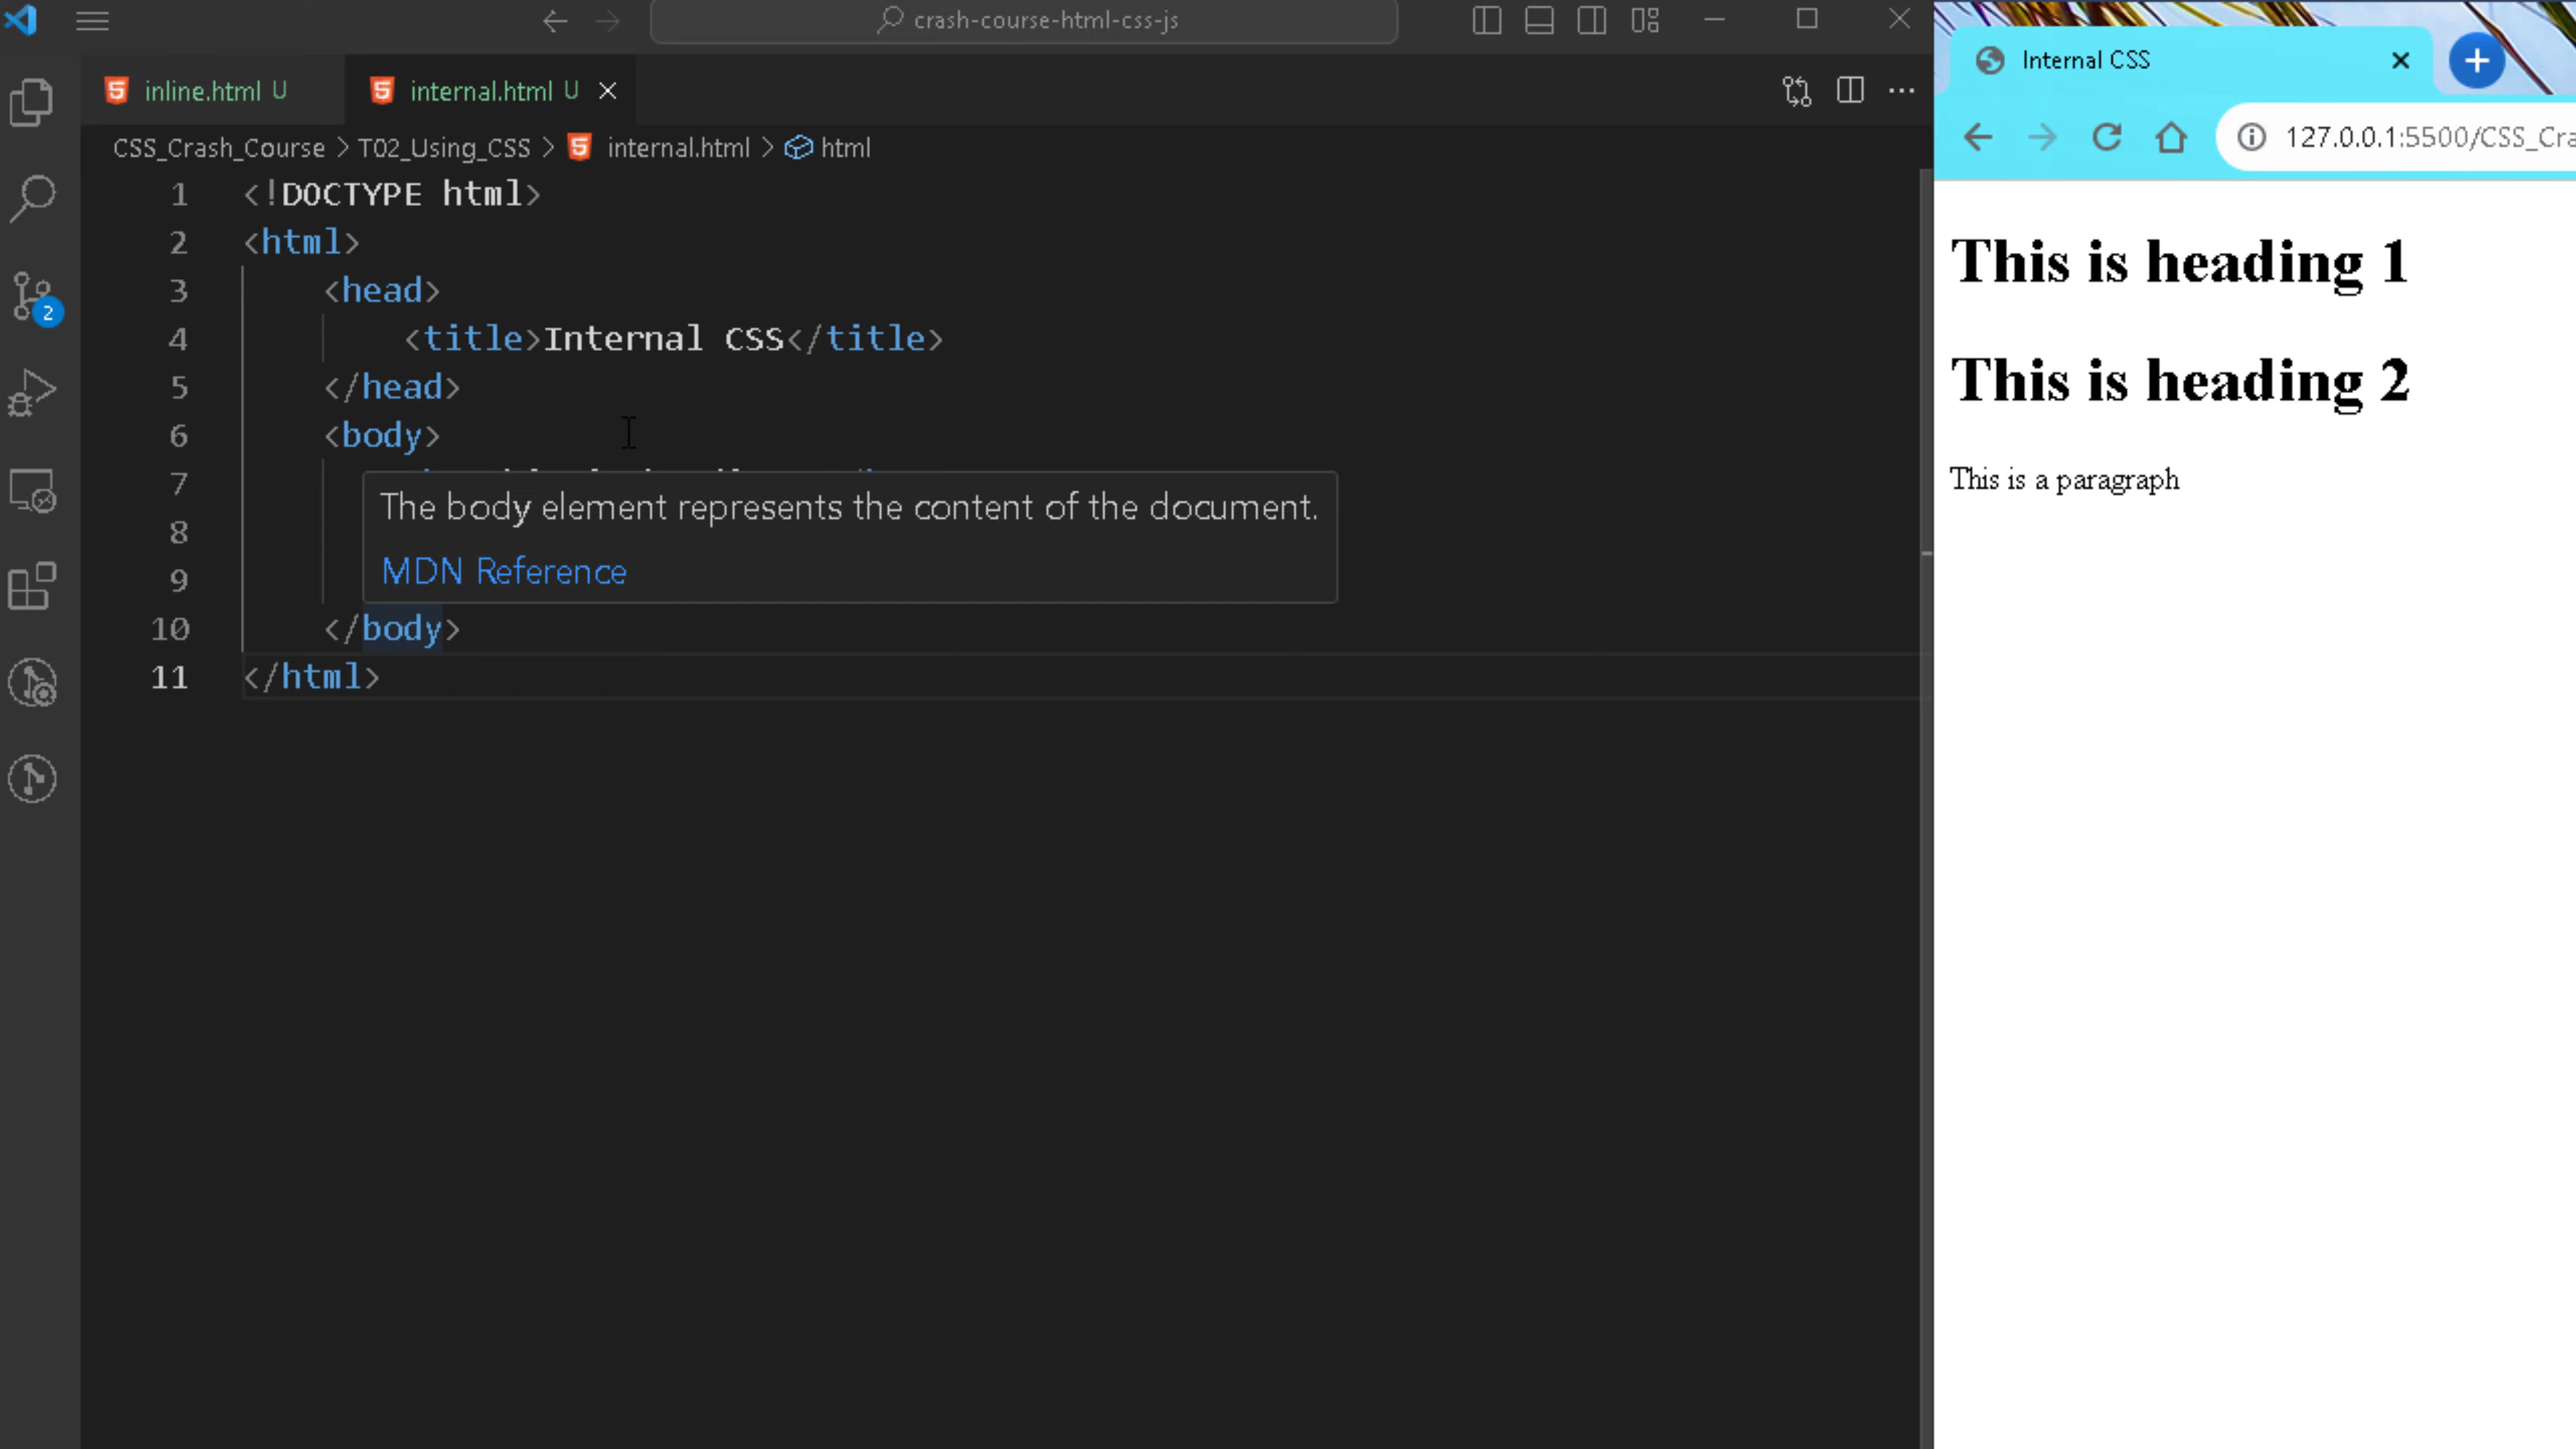 crash-course-html-css-js
inline.html U
internal.html U
CSS_Crash_Course > T02_Using_CSS > internal.html > html
1 <!DOCTYPE html>
2 <html>
3 <head>
4 <title>Internal CSS</title>
5 </head>
6 <body>
7
The body element represents the content of the document.
8
MDN Reference
9
10 </body>
11 </html>
2
Internal CSS
127.0.0.1:5500/CSS_Cra
This is heading 1
This is heading 2
This is a paragraph